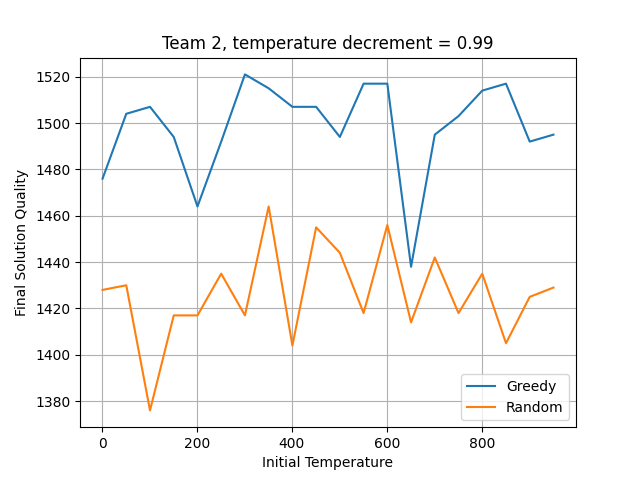 Team 2, temperature decrement = 0.99
Final Solution Quality
1520
1500
1480
1460
1440
1420
1400
1380
0 200 400 600 800
Initial Temperature
Greedy
Random